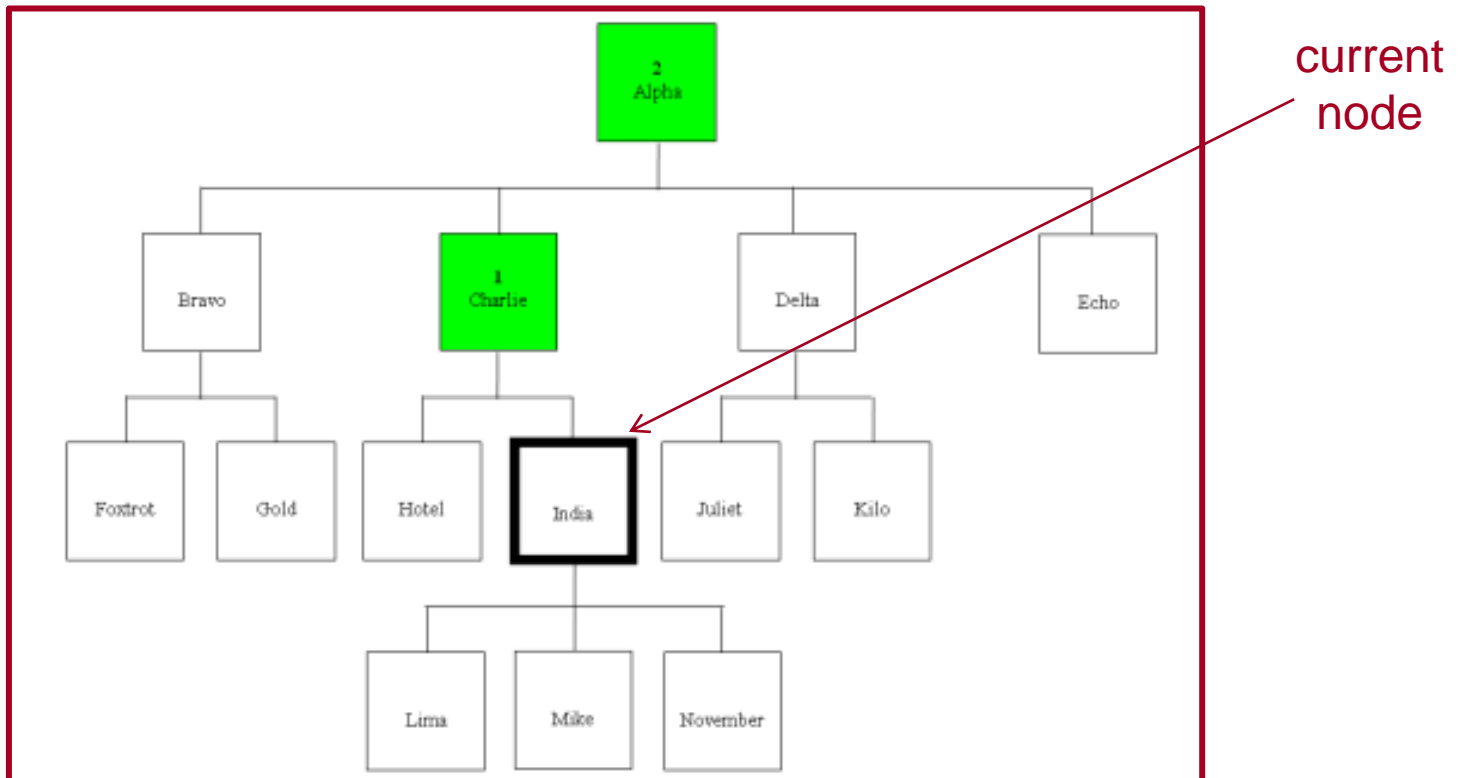 current
node
2
Alpha
Bravo
1
Charlie
Delta
Echo
Foxtrot
Gold
Hotel
India
Juliet
Kilo
Lima
Mike
November